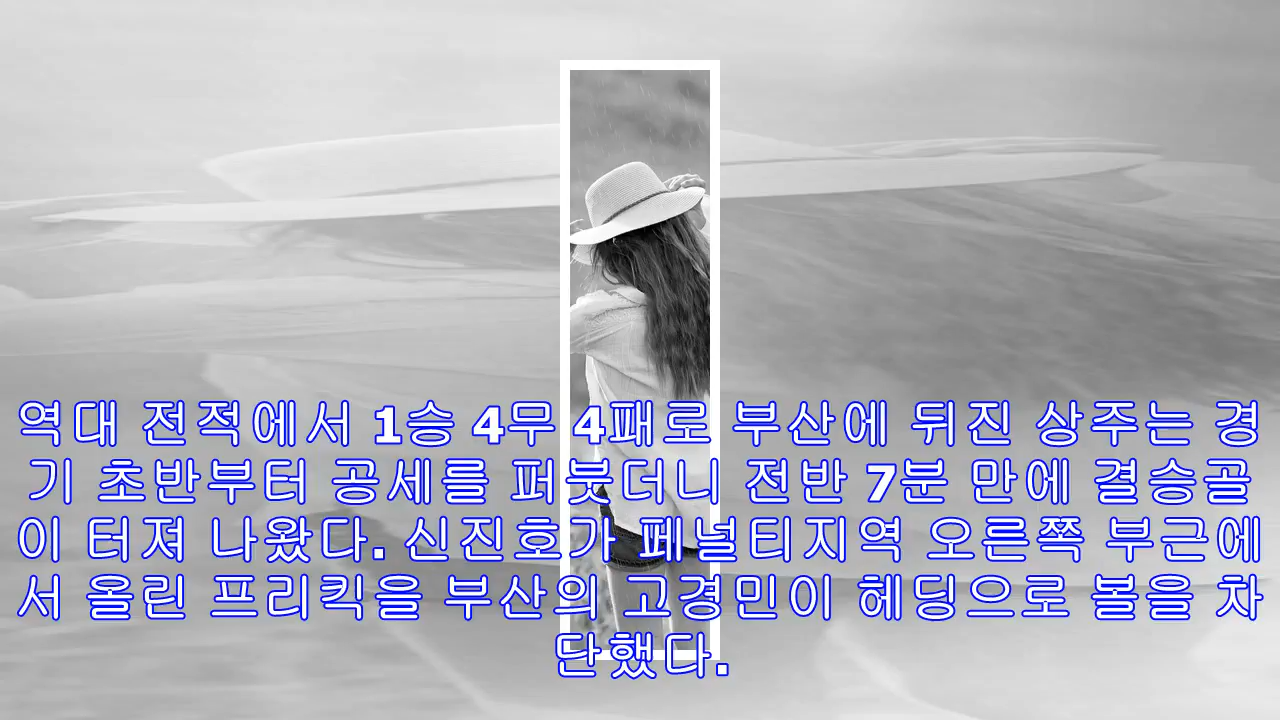 역대 전적에서 1승 4무 4패로 부산에 뒤진 상주는 경
기 초반부터 공세를 퍼붓더니 전반 7분 만에 결승골
이 터져 나왔다. 신진호가 페널티지역 오른쪽 부근에
서 올린 프리킥을 부산의 고경민이 헤딩으로 볼을 차
단했다.